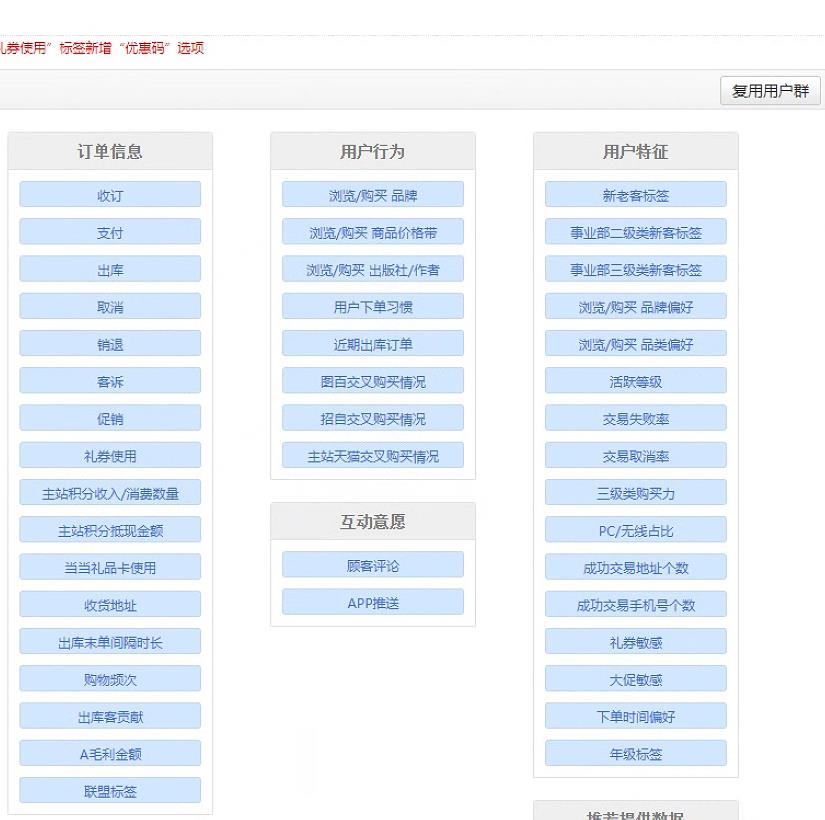 礼券使用”标签新增“优惠码”选项
复用用户群
订单信息
收订
支付
出库
取消
销退
客诉
促销
礼券使用
主站积分收入/消费数量
主站积分抵现金额
当当礼品卡使用
收货地址
出库末单间隔时长
购物频次
出库客贡献
A毛利金额
联盟标签
用户行为
浏览/购买 品牌
浏览/购买 商品价格带
浏览/购买 出版社/作者
用户下单习惯
近期出库订单
图百交叉购买情况
招自交叉购买情况
主站天猫交叉购买情况
互动意愿
顾客评论
APP推送
用户特征
新老客标签
事业部二级类新客标签
事业部三级类新客标签
浏览/购买 品牌偏好
浏览/购买 品类偏好
活跃等级
交易失败率
交易取消率
三级类购买力
PC/无线占比
成功交易地址个数
成功交易手机号个数
礼券敏感
大促敏感
下单时间偏好
年级标签
推荐提供数据